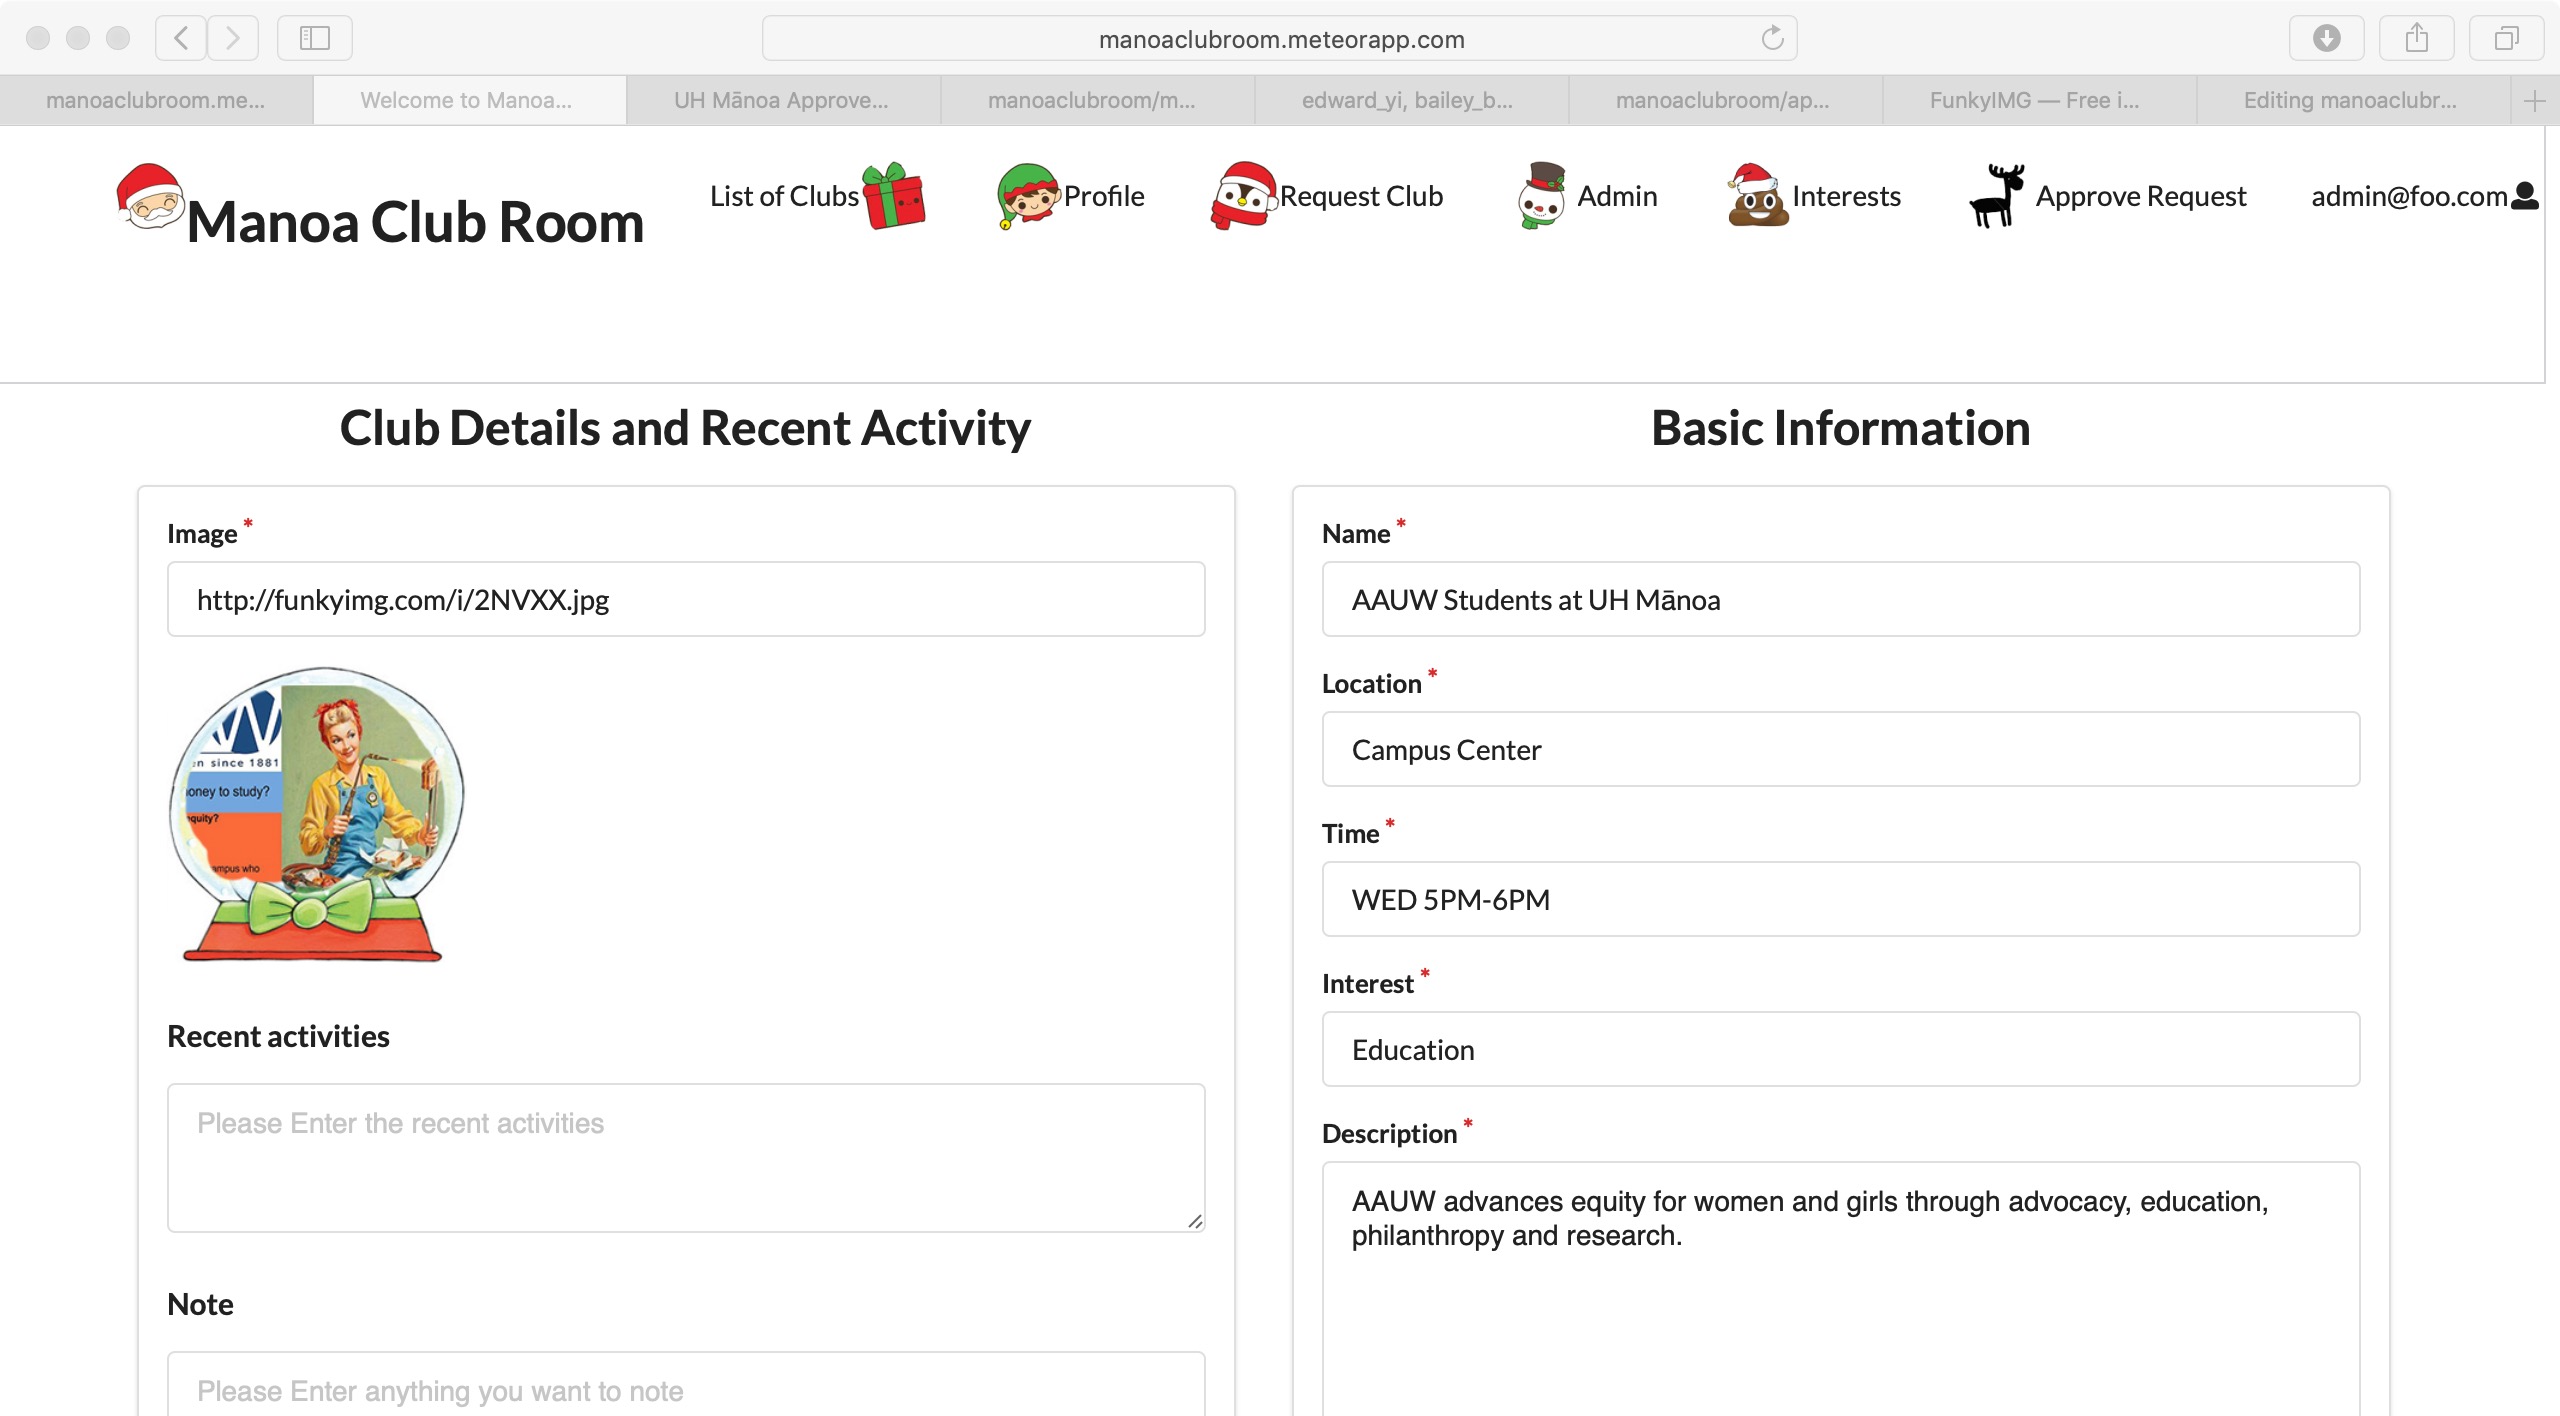 manoaclubroom.meteorapp.com
manoaclubroom.me...
Welcome to Manoa...
UH Mānoa Approve...
manoaclubroom/m...
edward_yi, bailey_b...
manoaclubroom/ap...
FunkyIMG — Free i...
Editing manoaclubr...
Manoa Club Room
List of Clubs
Profile
Request Club
Admin
Interests
Approve Request
admin@foo.com
Club Details and Recent Activity
Image *
http://funkyimg.com/i/2NVXX.jpg
W
en since 1881
oney to study?
quity?
ampus who
Recent activities
Please Enter the recent activities
Note
Please Enter anything you want to note
Basic Information
Name *
AAUW Students at UH Mānoa
Location *
Campus Center
Time *
WED 5PM-6PM
Interest *
Education
Description *
AAUW advances equity for women and girls through advocacy, education,
philanthropy and research.